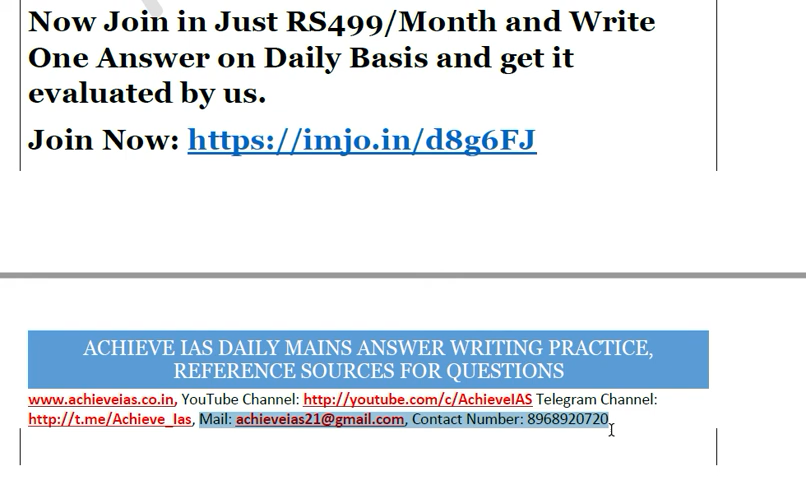 Now Join in Just RS499/Month and Write
One Answer on Daily Basis and get it
evaluated by us.
Join Now: https://imjo.in/d8g6FJ
ACHIEVE IAS DAILY MAINS ANSWER WRITING PRACTICE,
REFERENCE SOURCES FOR QUESTIONS
www.achieveias.co.in, YouTube Channel: http://youtube.com/c/AchieveIAS Telegram Channel:
http://t.me/Achieve_Ias, Mail: achieveias21@gmail.com, Contact Number: 8968920720